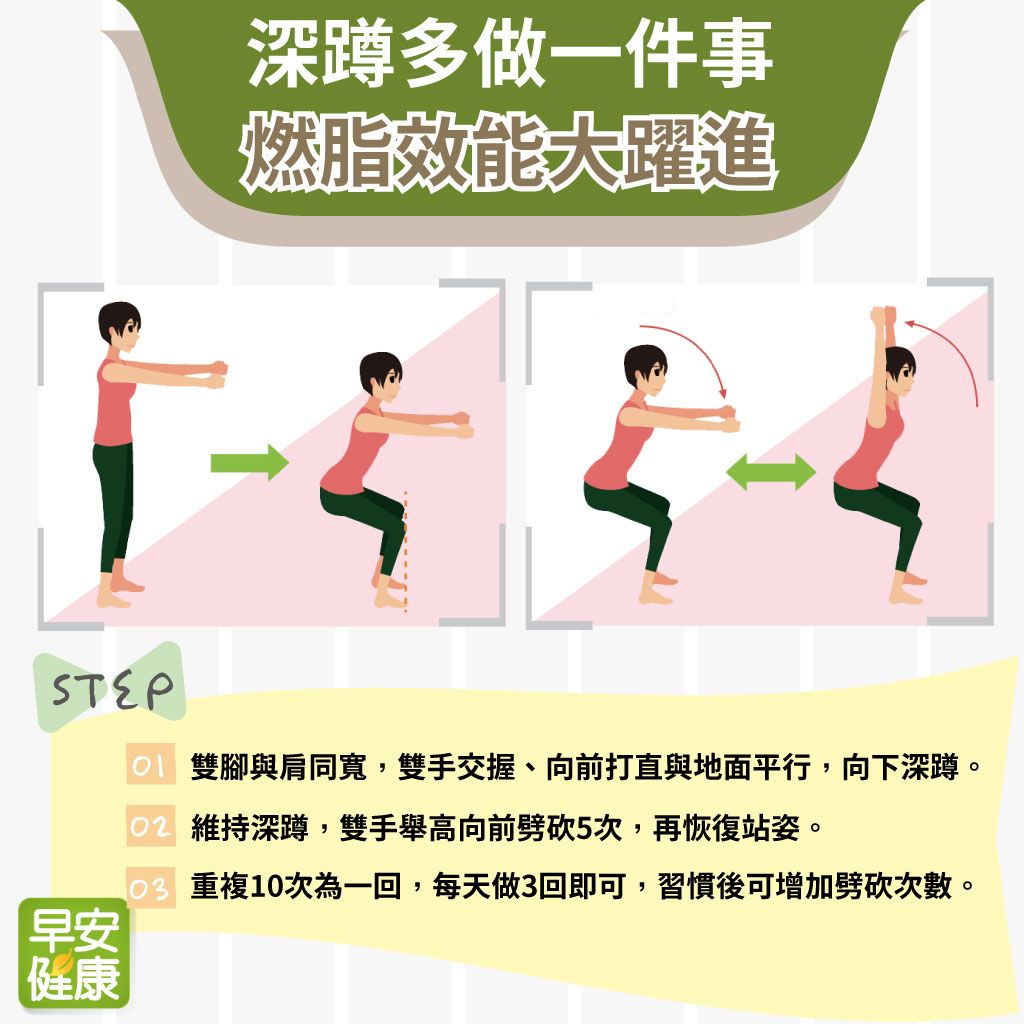 深蹲多做一件事
燃脂效能大躍進
STEP
01 雙腳與肩同寬，雙手交握、向前打直與地面平行，向下深蹲。
02 維持深蹲，雙手舉高向前劈砍5次，再恢復站姿。
03 重複10次為一回，每天做3回即可，習慣後可增加劈砍次數。
早安
健康